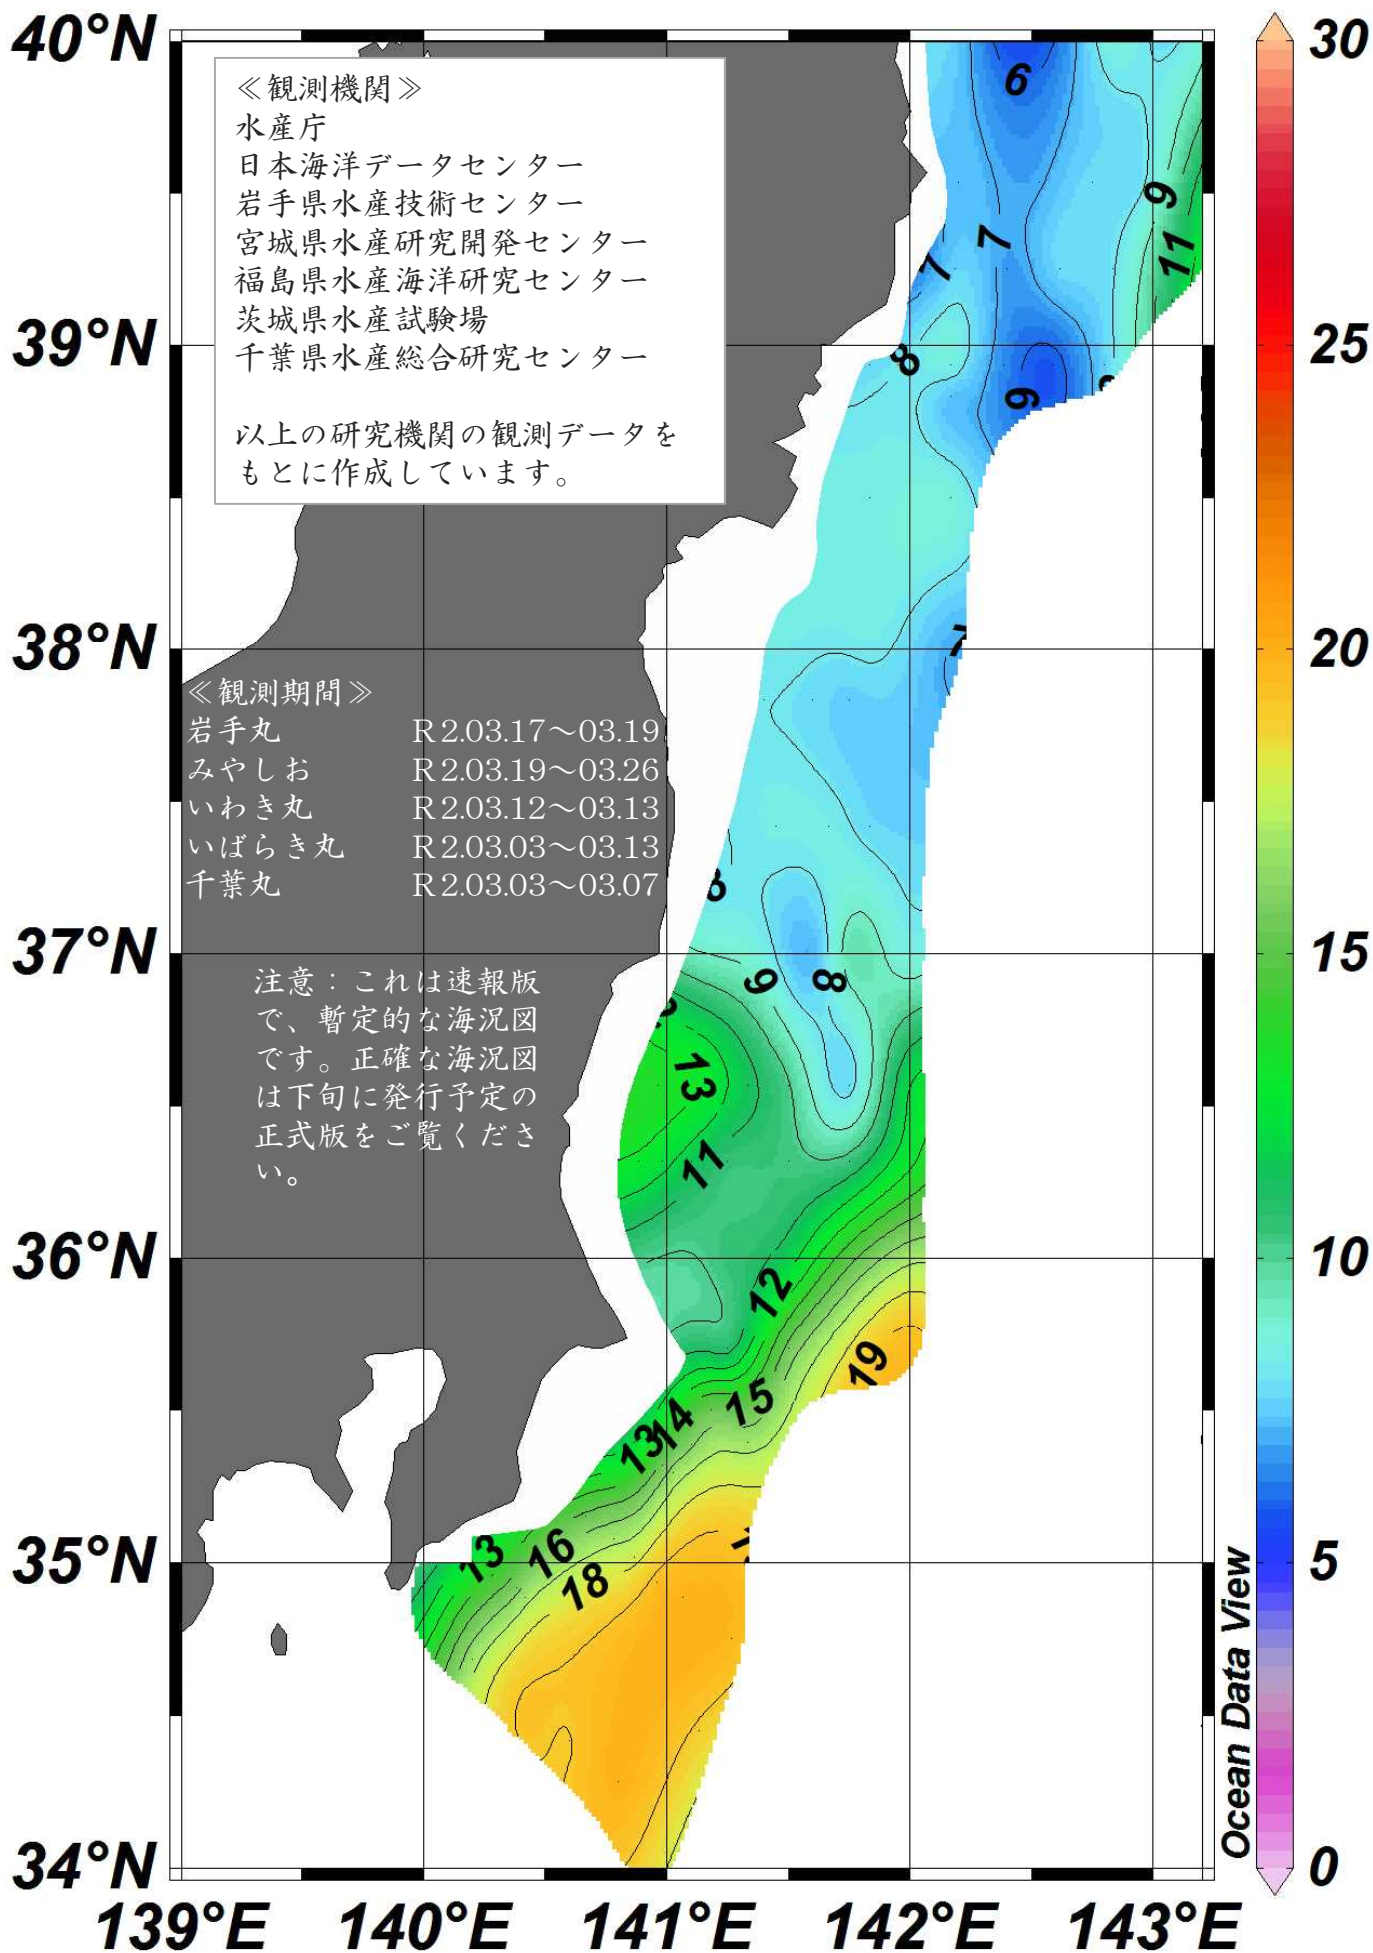 40°N
39°N
38°N
37°N
36°N
35°N
34°N
139°E
140°E
141°E
142°E
143°E
≪観測機関≫
水産庁
日本海洋データセンター
岩手県水産技術センター
宮城県水産研究開発センター
福島県水産海洋研究センター
茨城県水産試験場
千葉県水産総合研究センター
以上の研究機関の観測データを
もとに作成しています。
≪観測期間≫
岩手丸 R2.03.17～03.19
みやしお R2.03.19～03.26
いわき丸 R2.03.12～03.13
いばらき丸 R2.03.03～03.13
千葉丸 R2.03.03～03.07
注意：これは速報版
で、暫定的な海況図
です。正確な海況図
は下旬に発行予定の
正式版をご覧くださ
い。
6
9
7
11
7
8
6
7
8
9
8
13
11
12
19
15
14
13
13
16
18
30
25
20
15
10
5
0
Ocean Data View